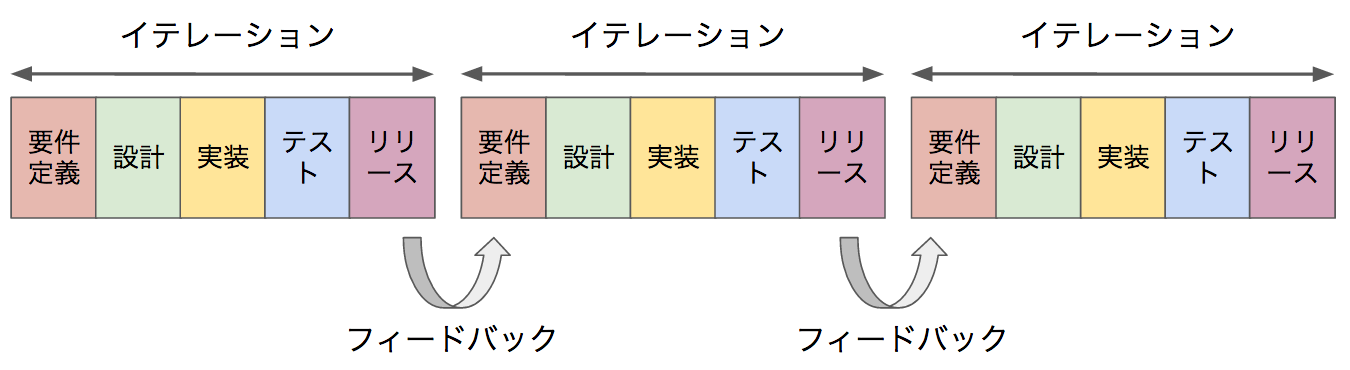 イテレーション
イテレーション
イテレーション
要件
定義
設計
実装
テス
ト
リリ
ース
要件
定義
設計
実装
テス
ト
リリ
ース
要件
定義
設計
実装
テス
ト
リリ
ース
フィードバック
フィードバック